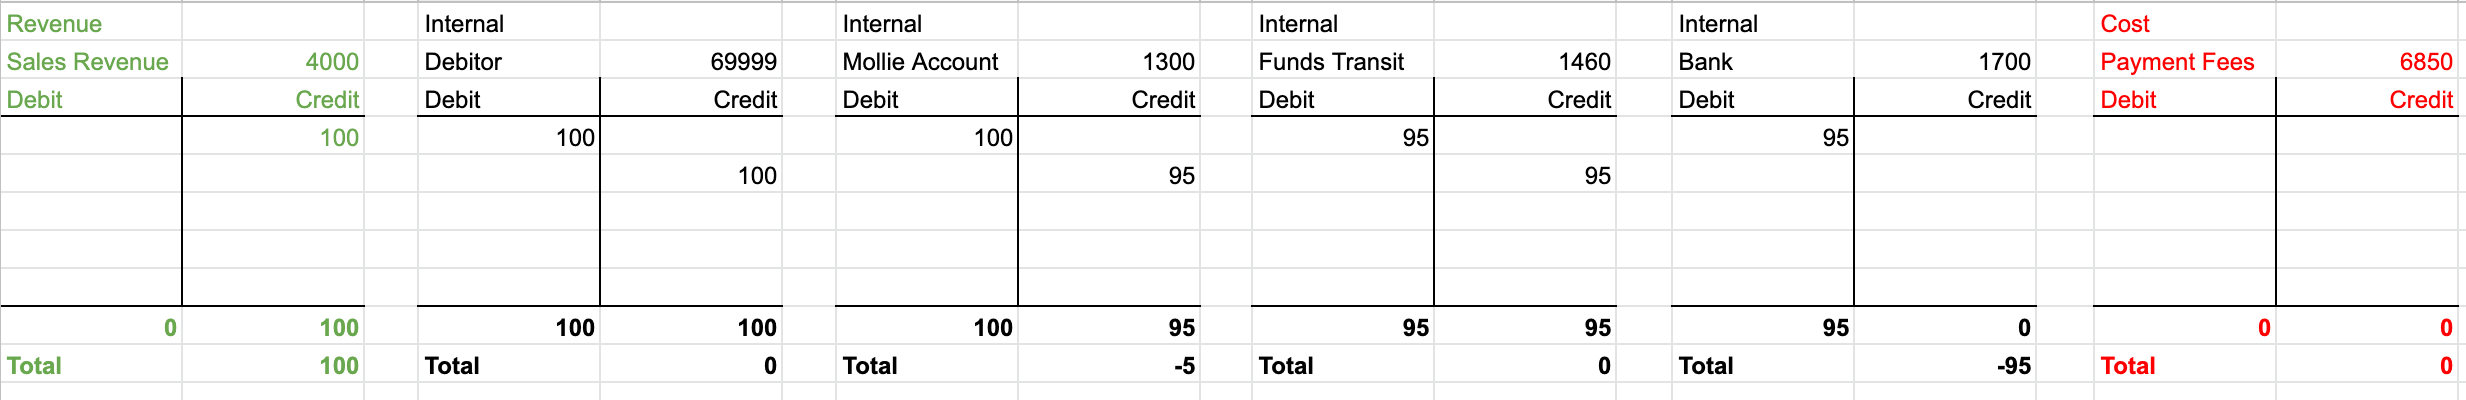 Revenue Internal Internal Internal Internal Cost
Sales Revenue 4000 Debitor 69999 Mollie Account 1300 Funds Transit 1460 Bank 1700 Payment Fees 6850
Debit Credit Debit Credit Debit Credit Debit Credit Debit Credit Debit Credit
100 100 100 95 95
100 95 95
0 100 100 100 100 95 95 95 95 0 0 0
Total 100 Total 0 Total -5 Total 0 Total -95 Total 0